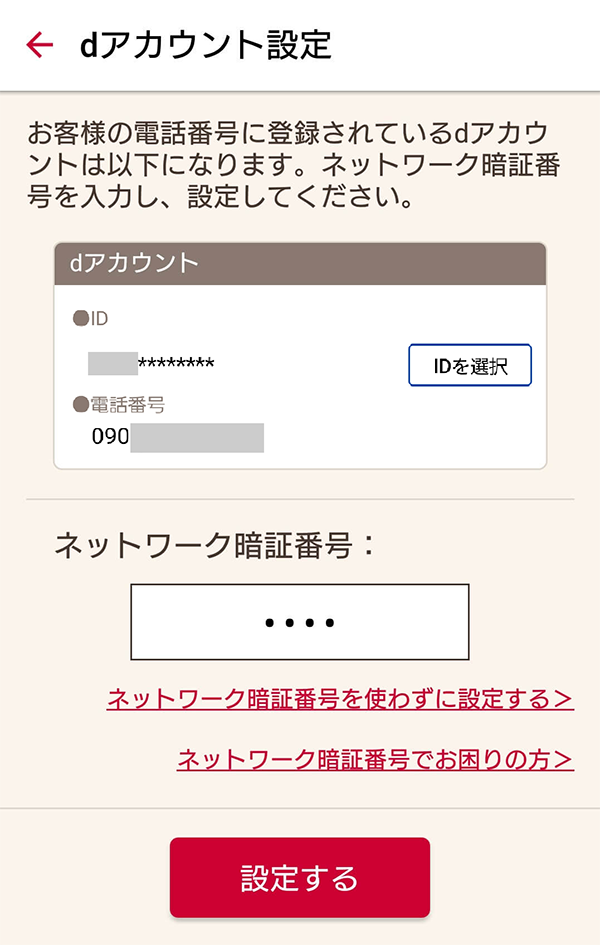 ← dアカウント設定
お客様の電話番号に登録されているdアカウ
ントは以下になります。ネットワーク暗証番
号を入力し、設定してください。
dアカウント
●ID
******** IDを選択
●電話番号
090
ネットワーク暗証番号：
••••
ネットワーク暗証番号を使わずに設定する＞
ネットワーク暗証番号でお困りの方＞
設定する